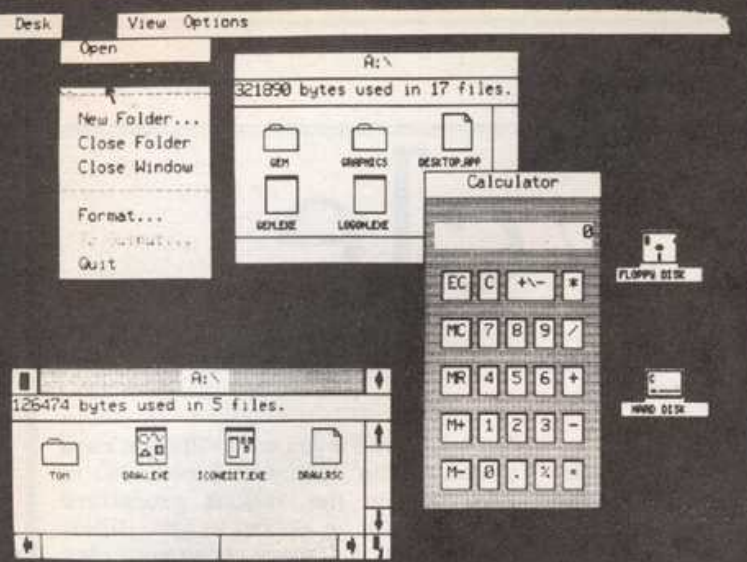 Desk View Options
Open
New Folder...
Close Folder
Close Window
Format...
Quit
A:\
321890 bytes used in 17 files.
GEM GRAPHICS DESKTOP.APP
GEM.EXE LOGON.EXE
Calculator
0
EC C +\- *
MC 7 8 9 /
MR 4 5 6 +
M+ 1 2 3 -
M- 0 . % =
FLOPPY DISK
C
HARD DISK
A:\
126474 bytes used in 5 files.
TOM DRAW.EXE ICONEDIT.EXE DRAW.RSC